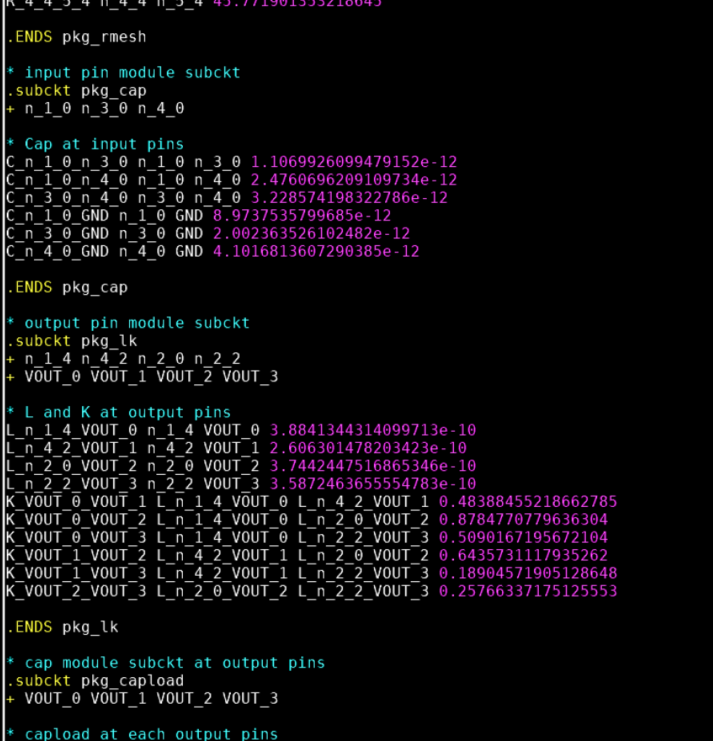 R_4_4_5_4 n_4_4 n_5_4 45.771901353218645
.ENDS pkg_rmesh
* input pin module subckt
.subckt pkg_cap
+ n_1_0 n_3_0 n_4_0
* Cap at input pins
C_n_1_0_n_3_0 n_1_0 n_3_0 1.1069926099479152e-12
C_n_1_0_n_4_0 n_1_0 n_4_0 2.4760696209109734e-12
C_n_3_0_n_4_0 n_3_0 n_4_0 3.228574198322786e-12
C_n_1_0_GND n_1_0 GND 8.9737535799685e-12
C_n_3_0_GND n_3_0 GND 2.002363526102482e-12
C_n_4_0_GND n_4_0 GND 4.1016813607290385e-12
.ENDS pkg_cap
* output pin module subckt
.subckt pkg_lk
+ n_1_4 n_4_2 n_2_0 n_2_2
+ VOUT_0 VOUT_1 VOUT_2 VOUT_3
* L and K at output pins
L_n_1_4_VOUT_0 n_1_4 VOUT_0 3.8841344314099713e-10
L_n_4_2_VOUT_1 n_4_2 VOUT_1 2.606301478203423e-10
L_n_2_0_VOUT_2 n_2_0 VOUT_2 3.7442447516865346e-10
L_n_2_2_VOUT_3 n_2_2 VOUT_3 3.5872463655554783e-10
K_VOUT_0_VOUT_1 L_n_1_4_VOUT_0 L_n_4_2_VOUT_1 0.48388455218662785
K_VOUT_0_VOUT_2 L_n_1_4_VOUT_0 L_n_2_0_VOUT_2 0.8784770779636304
K_VOUT_0_VOUT_3 L_n_1_4_VOUT_0 L_n_2_2_VOUT_3 0.5090167195672104
K_VOUT_1_VOUT_2 L_n_4_2_VOUT_1 L_n_2_0_VOUT_2 0.6435731117935262
K_VOUT_1_VOUT_3 L_n_4_2_VOUT_1 L_n_2_2_VOUT_3 0.18904571905128648
K_VOUT_2_VOUT_3 L_n_2_0_VOUT_2 L_n_2_2_VOUT_3 0.25766337175125553
.ENDS pkg_lk
* cap module subckt at output pins
.subckt pkg_capload
+ VOUT_0 VOUT_1 VOUT_2 VOUT_3
* capload at each output pins